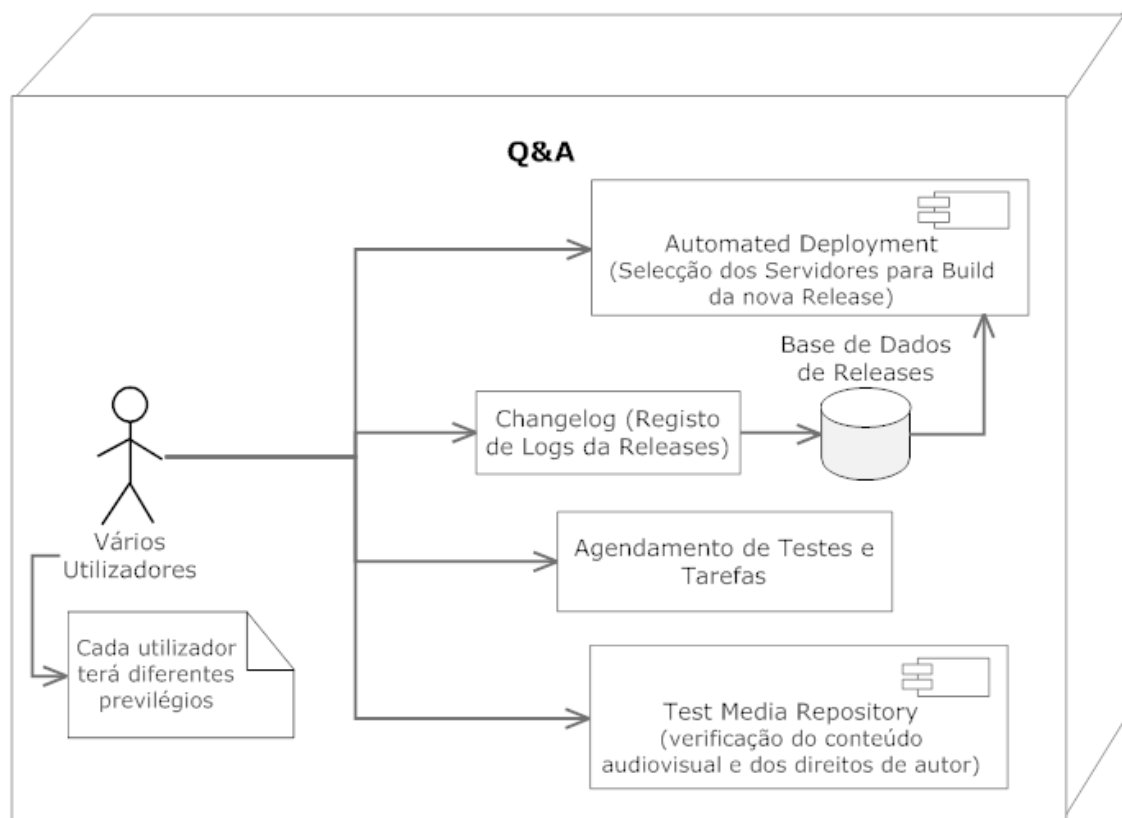 Q&A
Automated Deployment
(Selecção dos Servidores para Build
da nova Release)
Base de Dados
de Releases
Changelog (Registo
de Logs da Releases)
Vários
Utilizadores
Agendamento de Testes e
Tarefas
Cada utilizador
terá diferentes
previlégios
Test Media Repository
(verificação do conteúdo
audiovisual e dos direitos de autor)